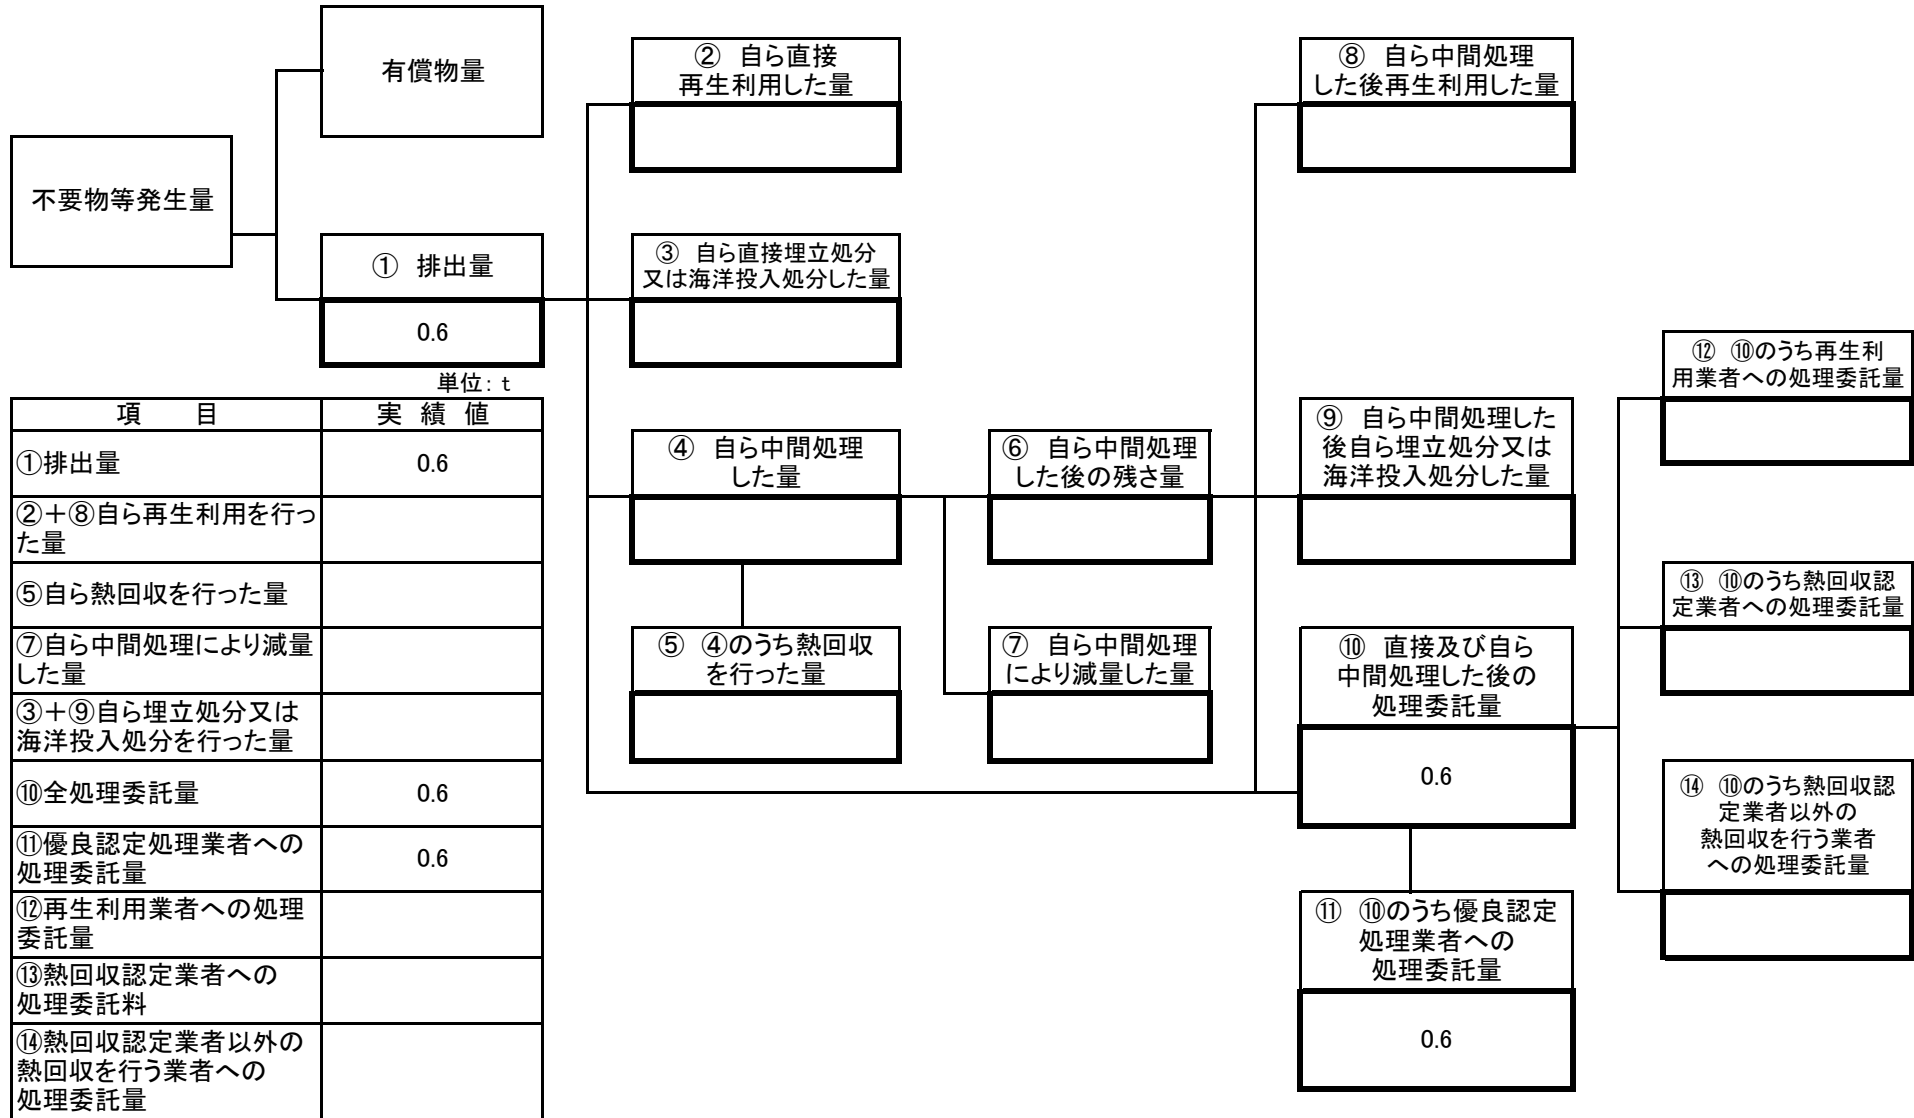 有償物量
不要物等発生量
① 排出量
0.6
② 自ら直接
再生利用した量
③ 自ら直接埋立処分
又は海洋投入処分した量
④ 自ら中間処理
した量
⑤ ④のうち熱回収
を行った量
⑥ 自ら中間処理
した後の残さ量
⑦ 自ら中間処理
により減量した量
⑧ 自ら中間処理
した後再生利用した量
⑨ 自ら中間処理した
後自ら埋立処分又は
海洋投入処分した量
⑩ 直接及び自ら
中間処理した後の
処理委託量
0.6
⑪ ⑩のうち優良認定
処理業者への
処理委託量
0.6
⑫ ⑩のうち再生利
用業者への処理委託量
⑬ ⑩のうち熱回収認
定業者への処理委託量
⑭ ⑩のうち熱回収認
定業者以外の
熱回収を行う業者
への処理委託量
単位:t
項 目 実 績 値
①排出量 0.6
②+⑧自ら再生利用を行っ
た量
⑤自ら熱回収を行った量
⑦自ら中間処理により減量
した量
③+⑨自ら埋立処分又は
海洋投入処分を行った量
⑩全処理委託量 0.6
⑪優良認定処理業者への
処理委託量 0.6
⑫再生利用業者への処理
委託量
⑬熱回収認定業者への
処理委託料
⑭熱回収認定業者以外の
熱回収を行う業者への
処理委託量